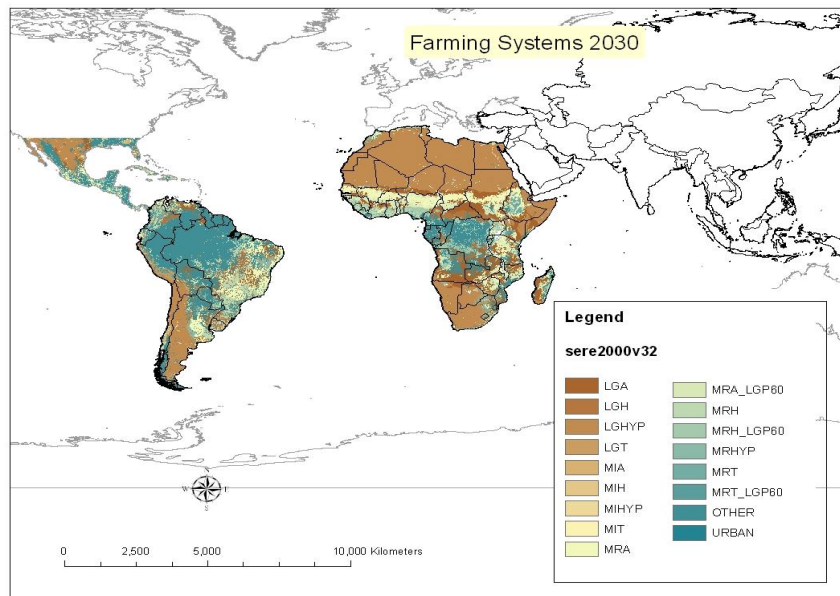 Farming Systems 2030
Legend
sere2000v32
LGA
LGH
LGHYP
LGT
MIA
MIH
MIHYP
MIT
MRA
MRA_LGP60
MRH
MRH_LGP60
MRHYP
MRT
MRT_LGP60
OTHER
URBAN
N
W
S
0 2,500 5,000 10,000 Kilometers